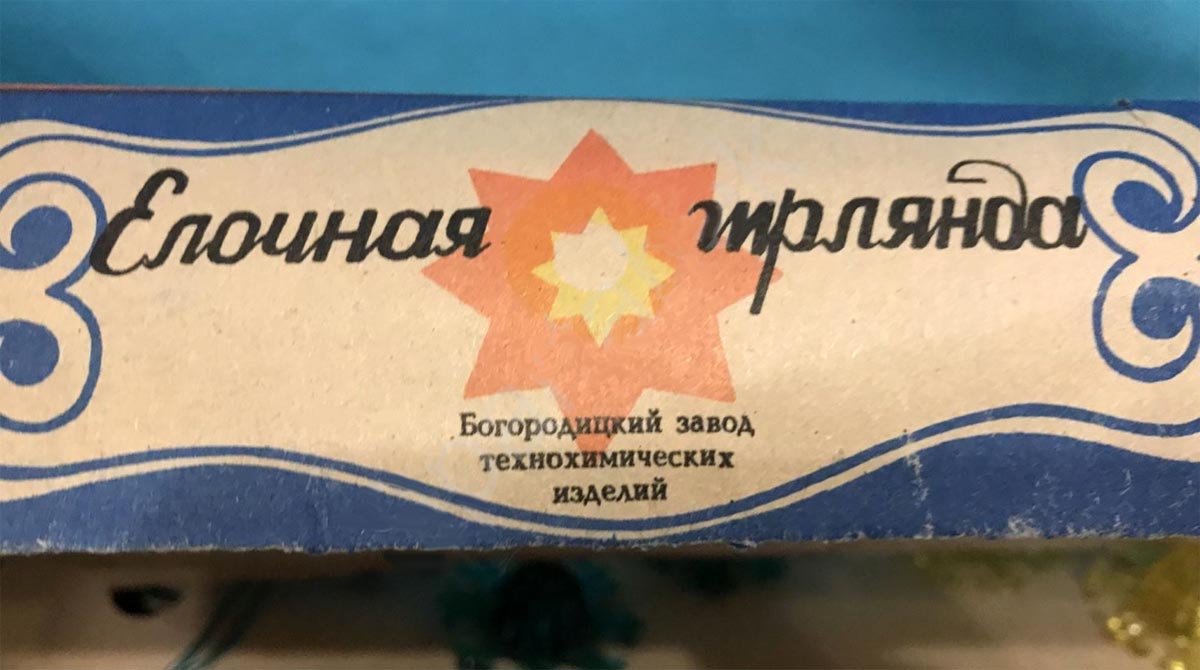 Елочная гирлянда
Богородицкий завод
технохимических
изделий